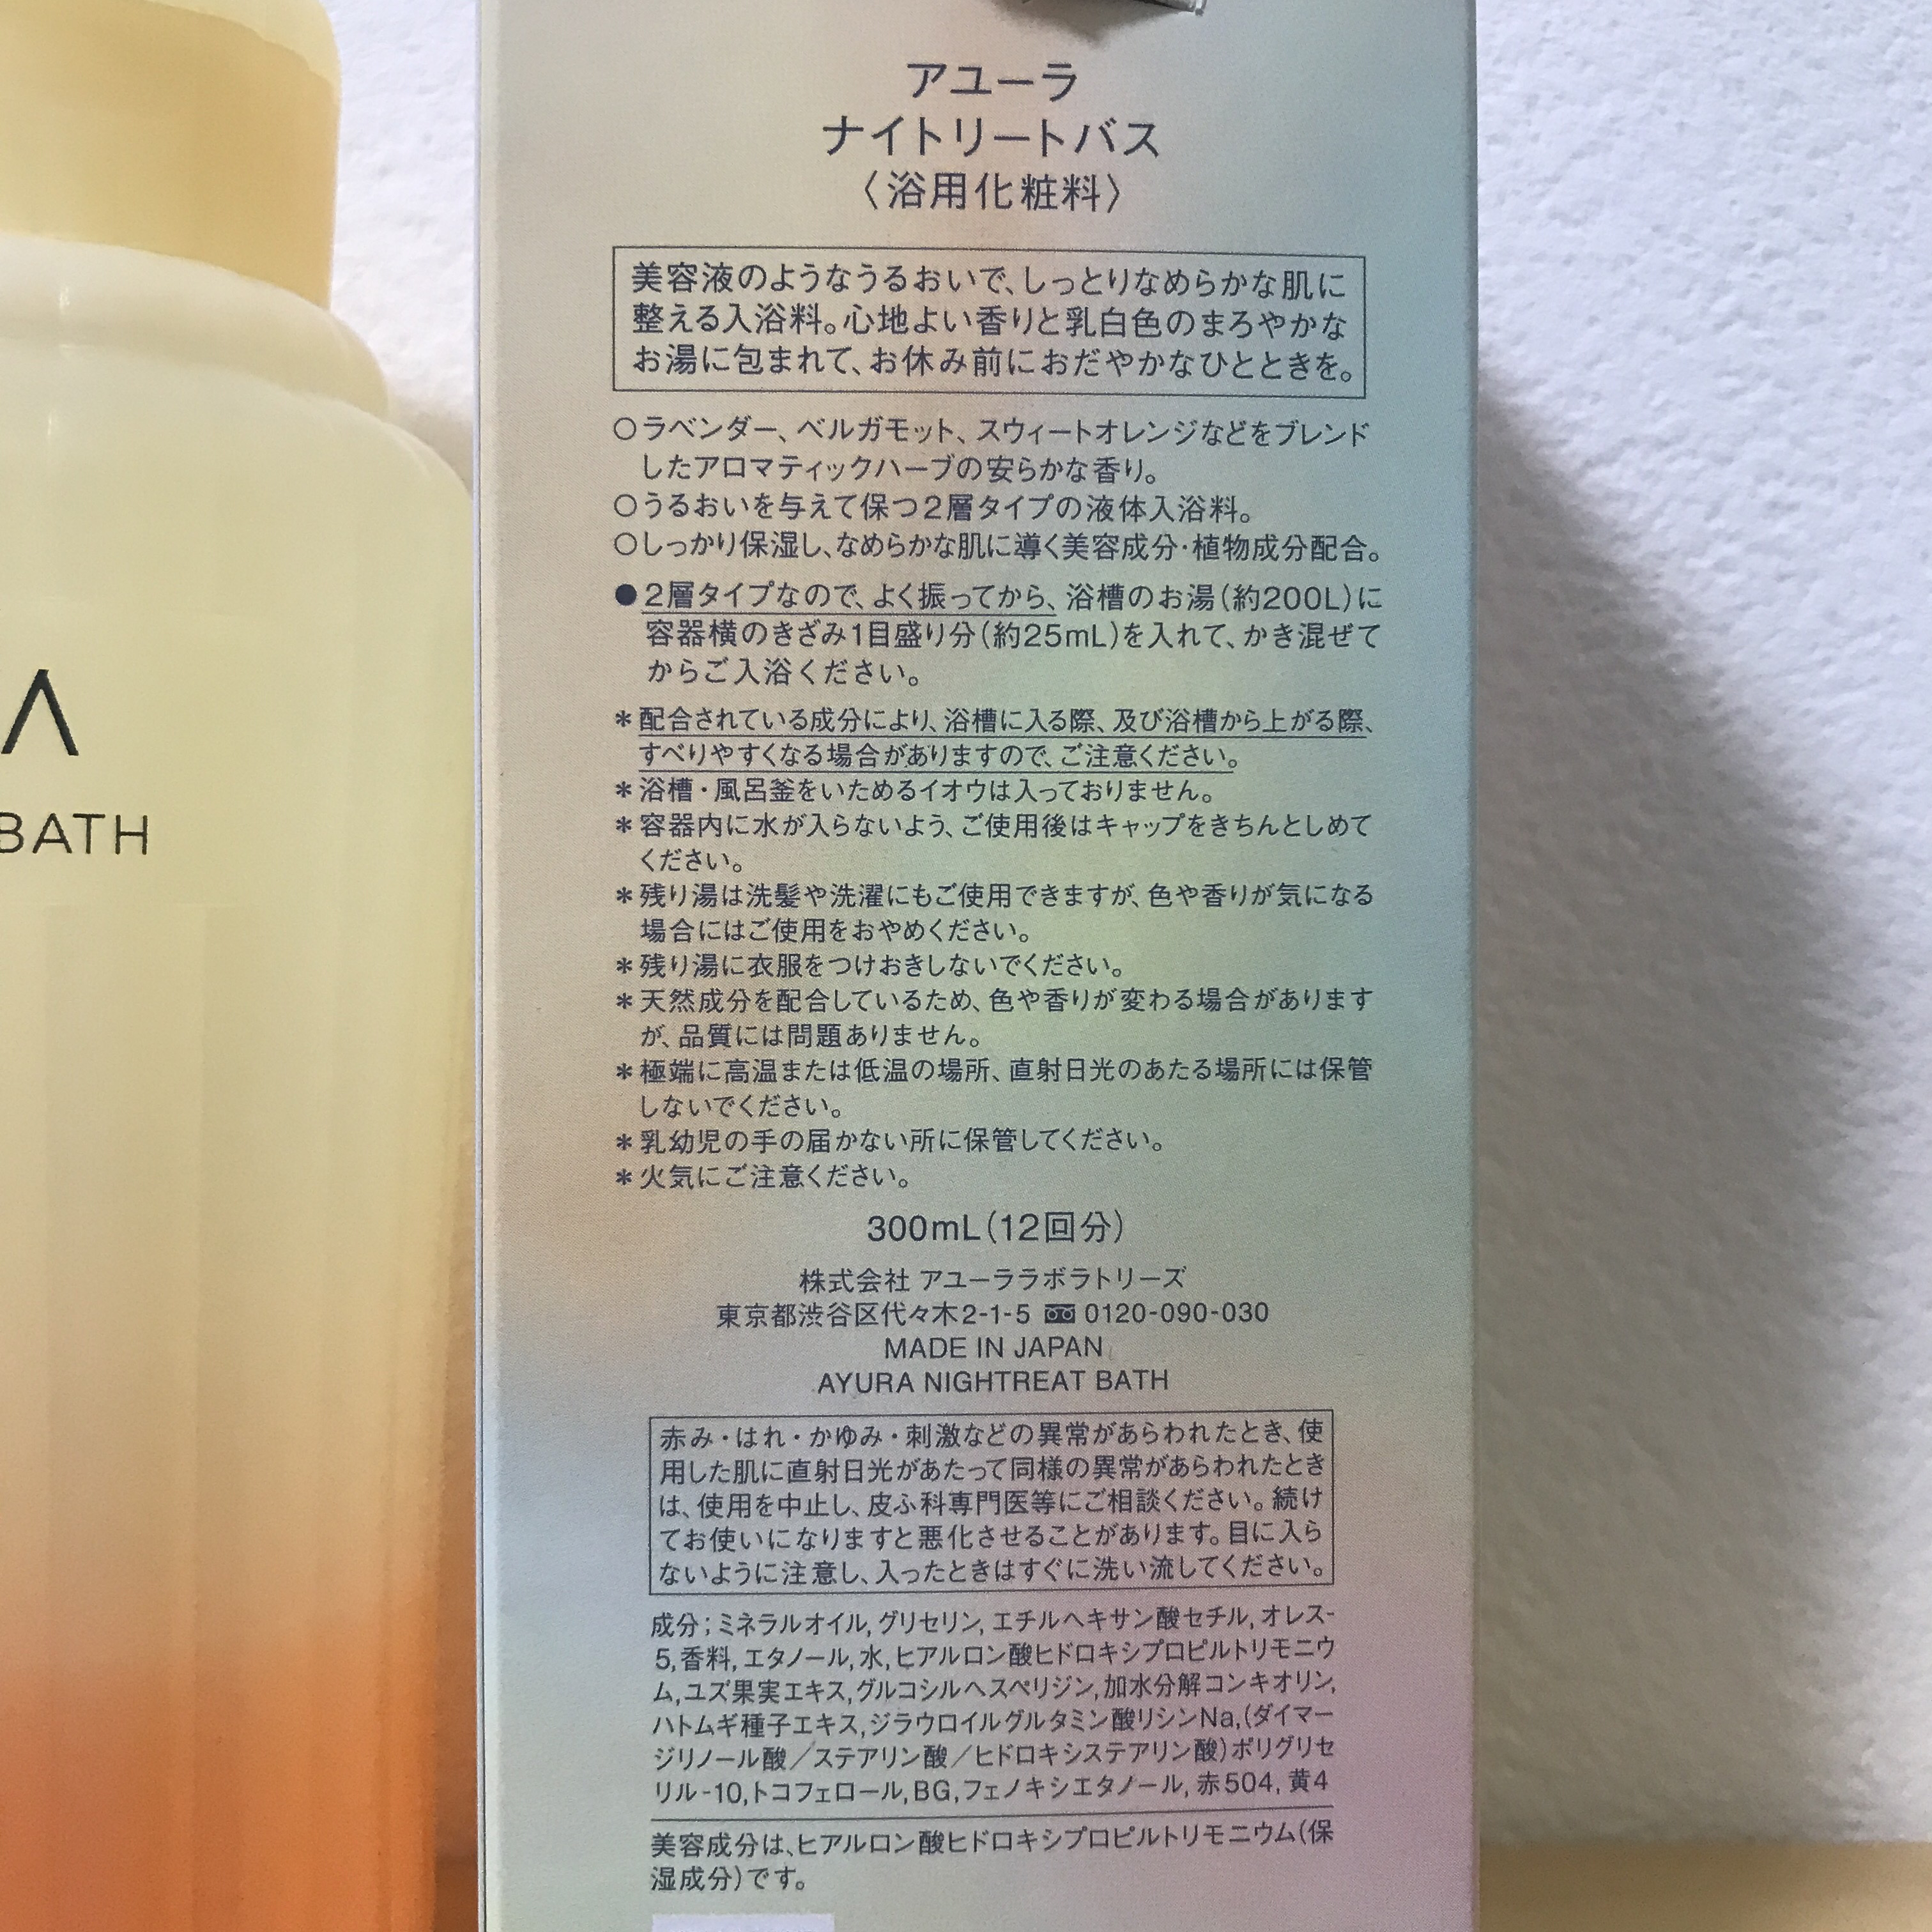 アユーラ
ナイトリートバス
〈浴用化粧料〉
美容液のようなうるおいで、しっとりなめらかな肌に
整える入浴料。心地よい香りと乳白色のまろやかな
お湯に包まれて、お休み前におだやかなひとときを。
○ラベンダー、ベルガモット、スウィートオレンジなどをブレンド
したアロマティックハーブの安らかな香り。
○うるおいを与えて保つ2層タイプの液体入浴料。
○しっかり保湿し、なめらかな肌に導く美容成分・植物成分配合。
●2層タイプなので、よく振ってから、浴槽のお湯(約200L)に
容器横のきざみ1目盛り分(約25mL)を入れて、かき混ぜて
からご入浴ください。
＊配合されている成分により、浴槽に入る際、及び浴槽から上がる際、
すべりやすくなる場合がありますので、ご注意ください。
＊浴槽・風呂釜をいためるイオウは入っておりません。
＊容器内に水が入らないよう、ご使用後はキャップをきちんとしめて
ください。
＊残り湯は洗髪や洗濯にもご使用できますが、色や香りが気になる
場合にはご使用をおやめください。
＊残り湯に衣服をつけおきしないでください。
＊天然成分を配合しているため、色や香りが変わる場合があります
が、品質には問題ありません。
＊極端に高温または低温の場所、直射日光のあたる場所には保管
しないでください。
＊乳幼児の手の届かない所に保管してください。
＊火気にご注意ください。
300mL(12回分)
株式会社 アユーララボラトリーズ
東京都渋谷区代々木2-1-5 0120-090-030
MADE IN JAPAN
AYURA NIGHTREAT BATH
赤み・はれ・かゆみ・刺激などの異常があらわれたとき、使
用した肌に直射日光があたって同様の異常があらわれたとき
は、使用を中止し、皮ふ科専門医等にご相談ください。続け
てお使いになりますと悪化させることがあります。目に入ら
ないように注意し、入ったときはすぐに洗い流してください。
成分；ミネラルオイル,グリセリン,エチルヘキサン酸セチル,オレス-
5,香料,エタノール,水,ヒアルロン酸ヒドロキシプロピルトリモニウ
ム,ユズ果実エキス,グルコシルヘスペリジン,加水分解コンキオリン,
ハトムギ種子エキス,ジラウロイルグルタミン酸リシンNa,(ダイマー
ジリノール酸／ステアリン酸／ヒドロキシステアリン酸)ポリグリセ
リル-10,トコフェロール,BG,フェノキシエタノール,赤504,黄4
美容成分は、ヒアルロン酸ヒドロキシプロピルトリモニウム(保
湿成分)です。
A
BATH